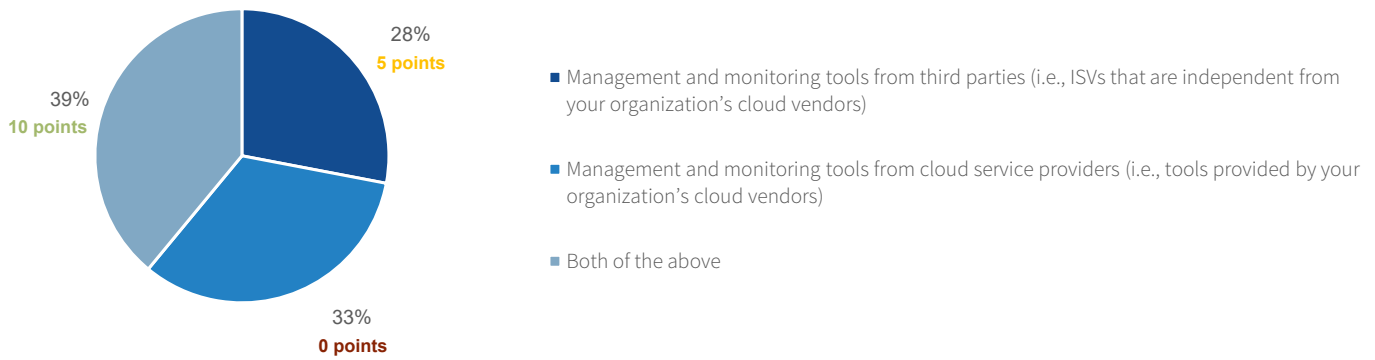 28%
5 points
39%
10 points
33%
0 points
Management and monitoring tools from third parties (i.e., ISVs that are independent from
your organization’s cloud vendors)
Management and monitoring tools from cloud service providers (i.e., tools provided by your
organization’s cloud vendors)
Both of the above